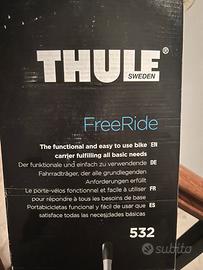 THULE
SWEDEN
FreeRide
The functional and easy to use bike EN
carrier fulfilling all basic needs
Der funktionale und einfach zu verwendende DE
Fahrradträger, der alle grundlegenden
Anforderungen erfüllt
Le porte-vélos fonctionnel et facile à utiliser FR
pour répondre à tous les besoins de base
Portabicicletas funcional y fácil de usar que ES
satisface todas las necesidades básicas
532
subito